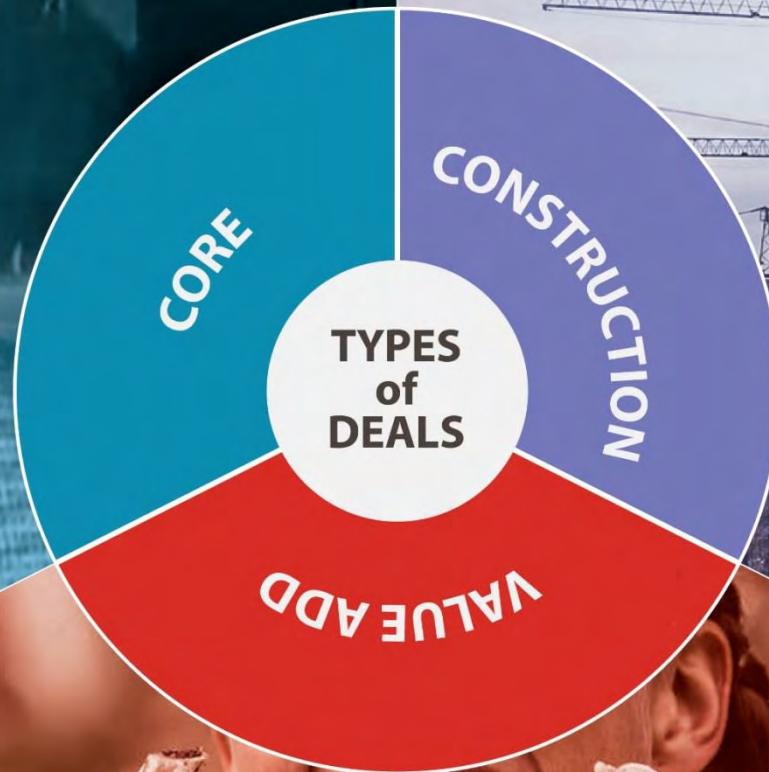 CORE
CONSTRUCTION
TYPES
of
DEALS
VALUE ADD